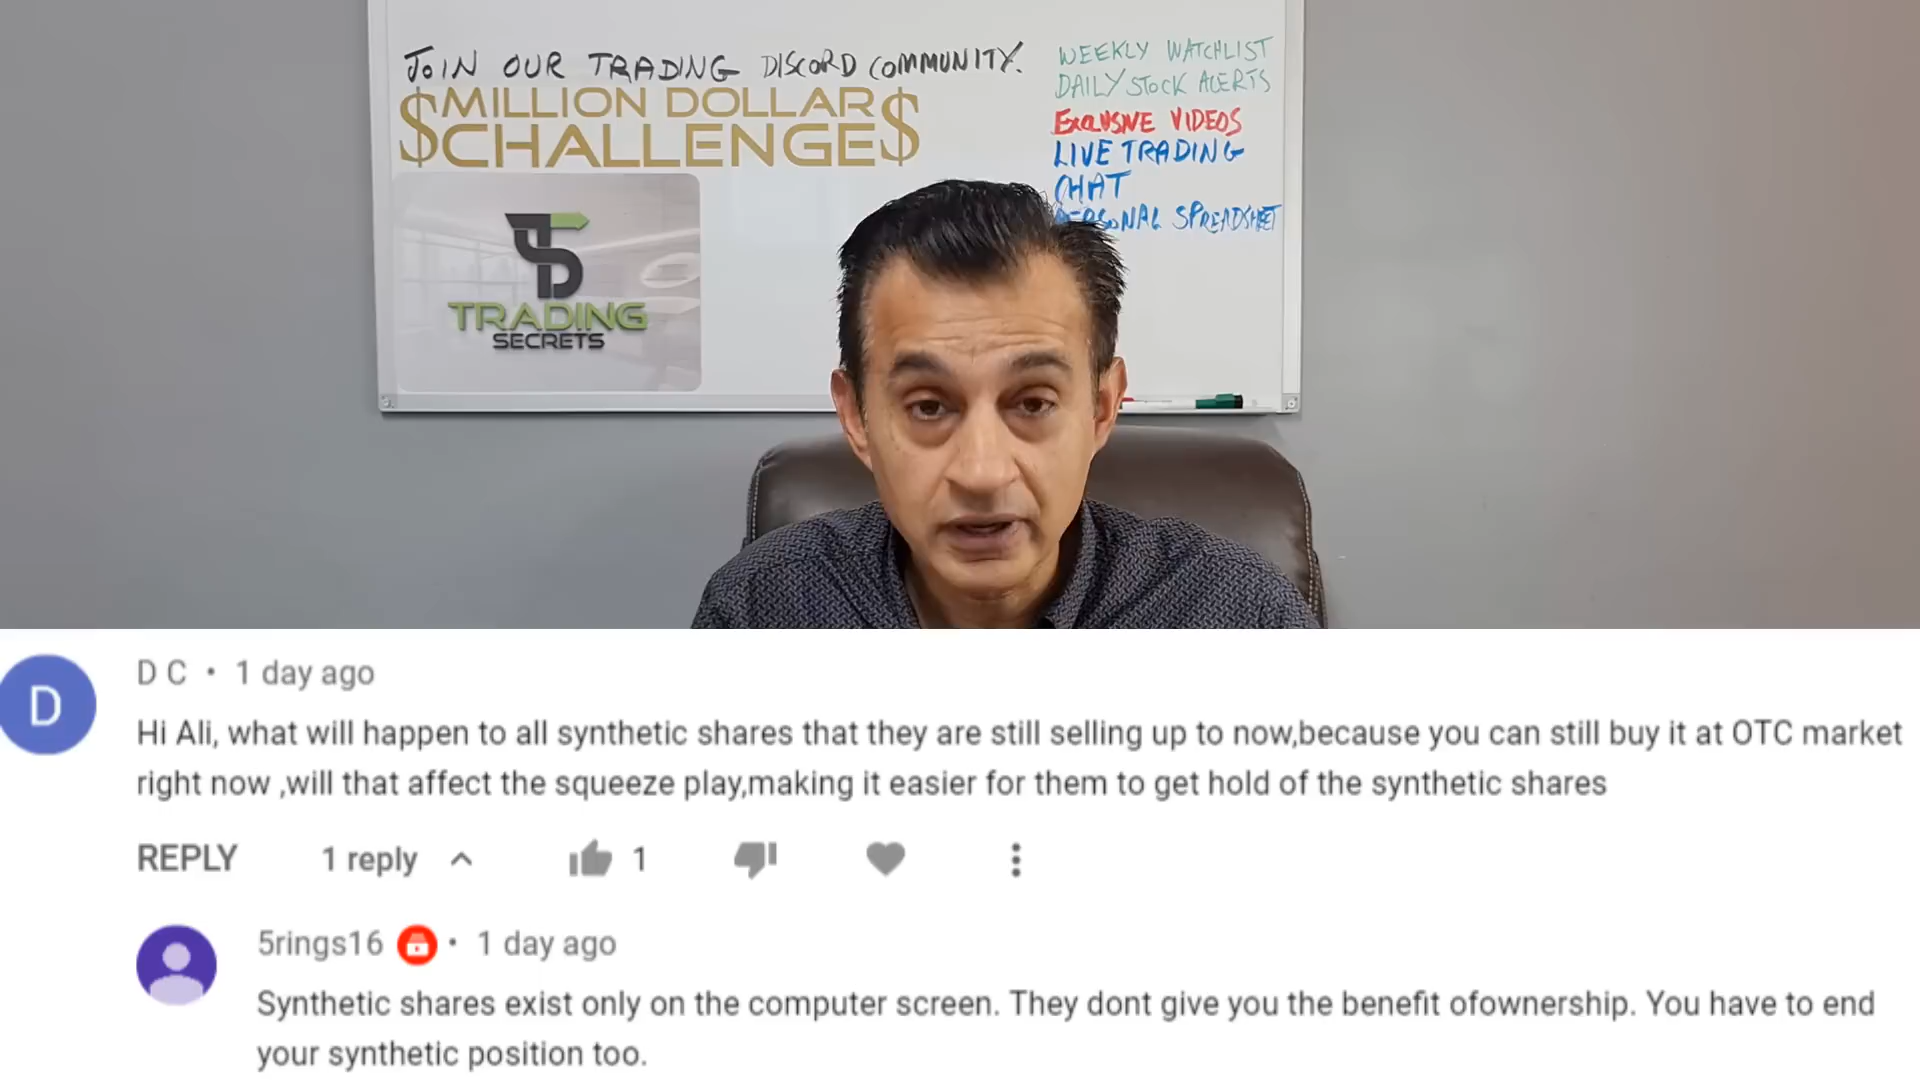 JOIN OUR TRADING DISCORD COMMUNITY.
$MILLION DOLLAR
CHALLENGE$
TS
TRADING
SECRETS
WEEKLY WATCHLIST
DAILY STOCK ALERTS
EXCLUSIVE VIDEOS
LIVE TRADING
CHAT
PERSONAL SPREADSHEET
D
D C • 1 day ago
Hi Ali, what will happen to all synthetic shares that they are still selling up to now,because you can still buy it at OTC market
right now ,will that affect the squeeze play,making it easier for them to get hold of the synthetic shares
REPLY 1 reply 1
5rings16 • 1 day ago
Synthetic shares exist only on the computer screen. They dont give you the benefit ofownership. You have to end
your synthetic position too.